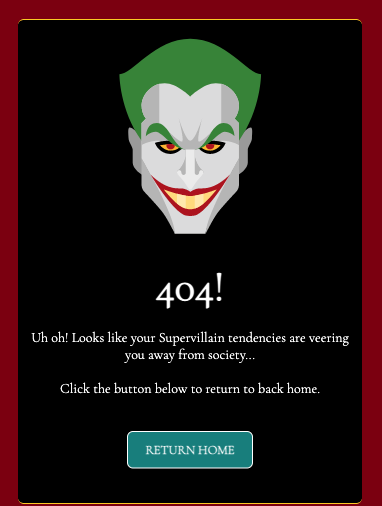 404!
Uh oh! Looks like your Supervillain tendencies are veering
you away from society...
Click the button below to return to back home.
RETURN HOME